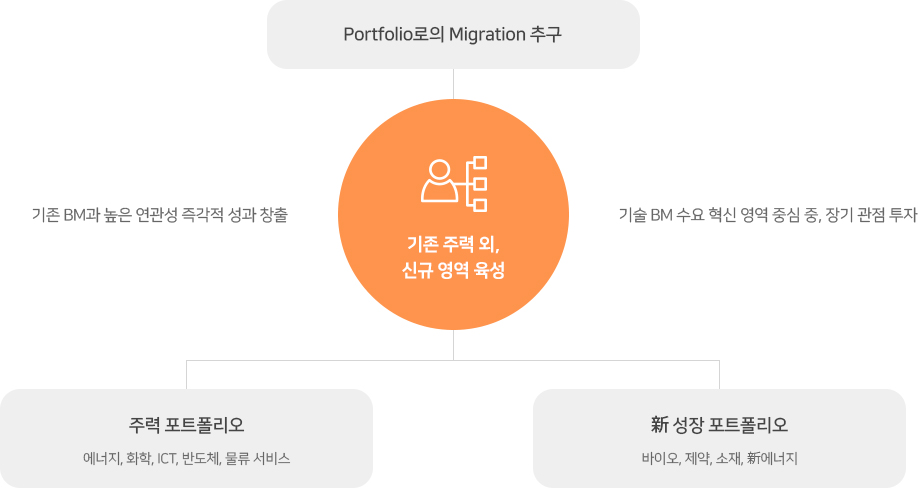 Portfolio로의 Migration 추구
기존 BM과 높은 연관성 즉각적 성과 창출
기존 주력 외,
신규 영역 육성
기술 BM 수요 혁신 영역 중심 중, 장기 관점 투자
주력 포트폴리오
에너지, 화학, ICT, 반도체, 물류 서비스
新 성장 포트폴리오
바이오, 제약, 소재, 新에너지